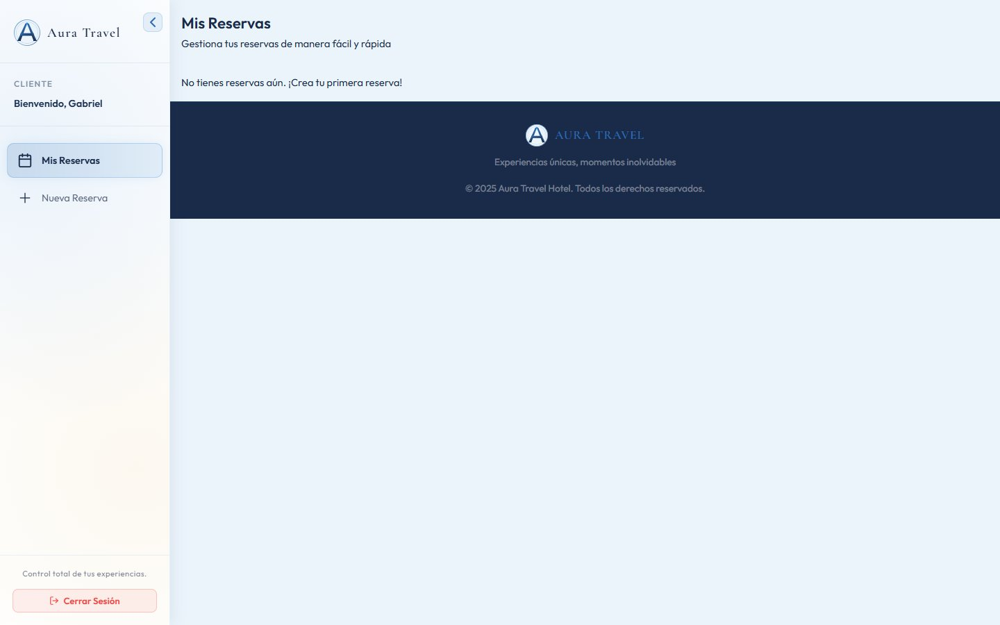 Aura Travel
CLIENTE
Bienvenido, Gabriel
Mis Reservas
Nueva Reserva
Control total de tus experiencias.
Cerrar Sesión
Mis Reservas
Gestiona tus reservas de manera fácil y rápida
No tienes reservas aún. ¡Crea tu primera reserva!
AURA TRAVEL
Experiencias únicas, momentos inolvidables
© 2025 Aura Travel Hotel. Todos los derechos reservados.